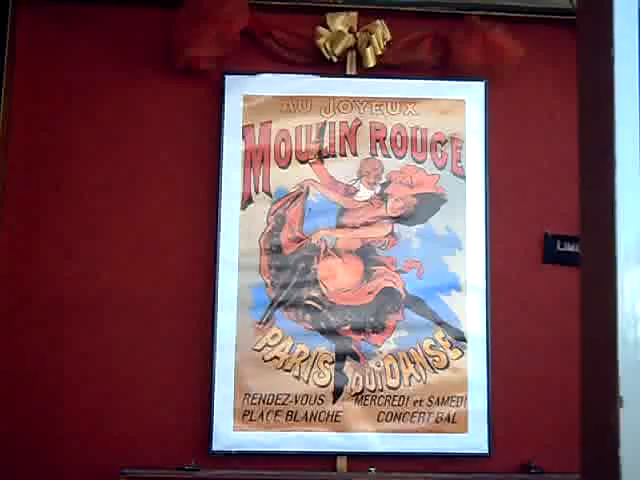 AU JOYEUX
MOULIN ROUGE
PARIS QUI DANSE
RENDEZ-VOUS MERCREDI et SAMEDI
PLACE BLANCHE CONCERT-BAL